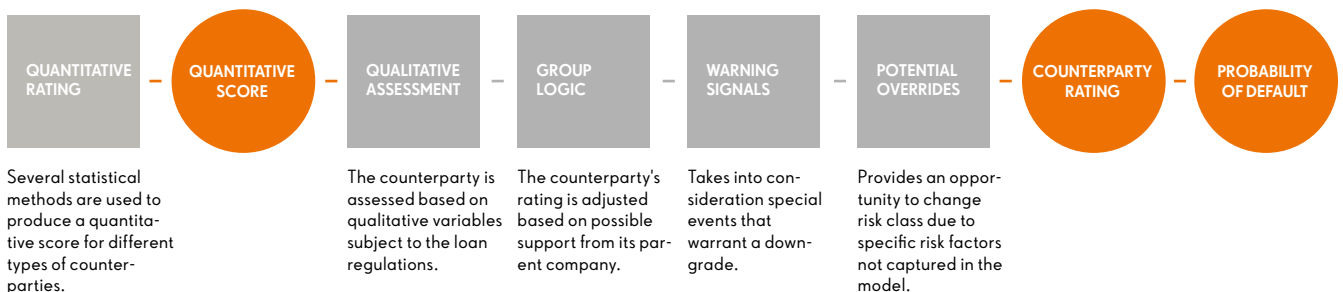 QUANTITATIVE
RATING
QUANTITATIVE
SCORE
QUALITATIVE
ASSESSMENT
GROUP
LOGIC
WARNING
SIGNALS
POTENTIAL
OVERRIDES
COUNTERPARTY
RATING
PROBABILITY
OF DEFAULT
Several statistical
methods are used to
produce a quantita-
tive score for different
types of counter-
parties.
The counterparty is
assessed based on
qualitative variables
subject to the loan
regulations.
The counterparty's
rating is adjusted
based on possible
support from its par-
ent company.
Takes into con-
sideration special
events that
warrant a down-
grade.
Provides an oppor-
tunity to change
risk class due to
specific risk factors
not captured in the
model.